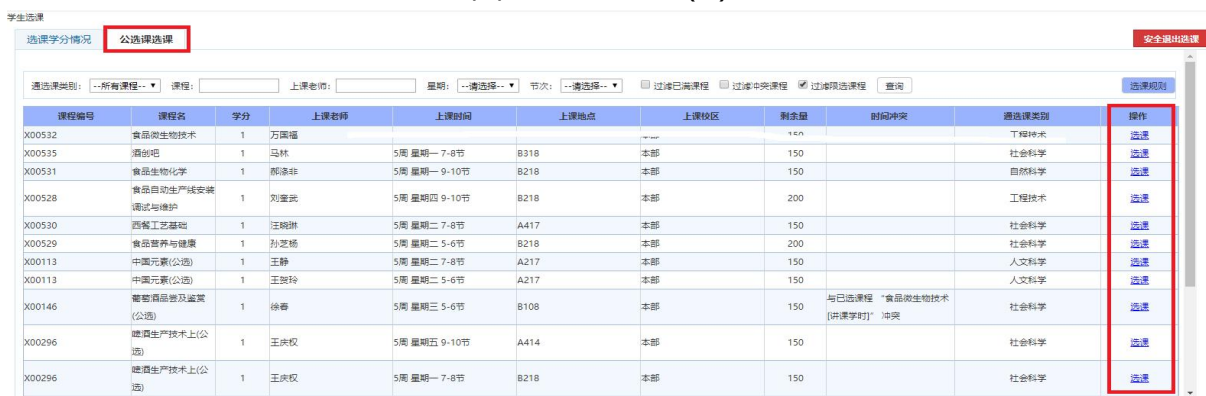 学生选课
选课学分情况 公选课选课 安全退出选课
通选课类别: --所有课程-- ▼ 课程: 上课老师: 星期: --请选择-- ▼ 节次: --请选择-- ▼ 过滤已满课程 过滤冲突课程 过滤限选课程 查询 选课规则
课程编号 课程名 学分 上课老师 上课时间 上课地点 上课校区 剩余量 时间冲突 通选课类别 操作
X00532 食品微生物技术 1 万国福 150 工程技术 选课
X00535 酒创吧 1 马林 5周 星期一 7-8节 B318 本部 150 社会科学 选课
X00531 食品生物化学 1 郝涤非 5周 星期一 9-10节 B218 本部 150 自然科学 选课
食品自动生产线安装
X00528 1 刘奎武 5周 星期四 9-10节 B218 本部 200 工程技术 选课
调试与维护
X00530 西餐工艺基础 1 汪晓琳 5周 星期二 7-8节 A417 本部 150 社会科学 选课
X00529 食品营养与健康 1 孙芝杨 5周 星期二 5-6节 B218 本部 200 社会科学 选课
X00113 中国元素(公选) 1 王静 5周 星期二 7-8节 A217 本部 150 人文科学 选课
X00113 中国元素(公选) 1 王贺玲 5周 星期二 5-6节 A217 本部 150 人文科学 选课
葡萄酒品尝及鉴赏 与已选课程 "食品微生物技术
X00146 1 徐春 5周 星期三 5-6节 B108 本部 150 社会科学 选课
(公选) [讲课学时]" 冲突
啤酒生产技术上(公
X00296 1 王庆权 5周 星期五 9-10节 A414 本部 150 社会科学 选课
选)
啤酒生产技术上(公
X00296 1 王庆权 5周 星期一 7-8节 B218 本部 150 社会科学 选课
选)